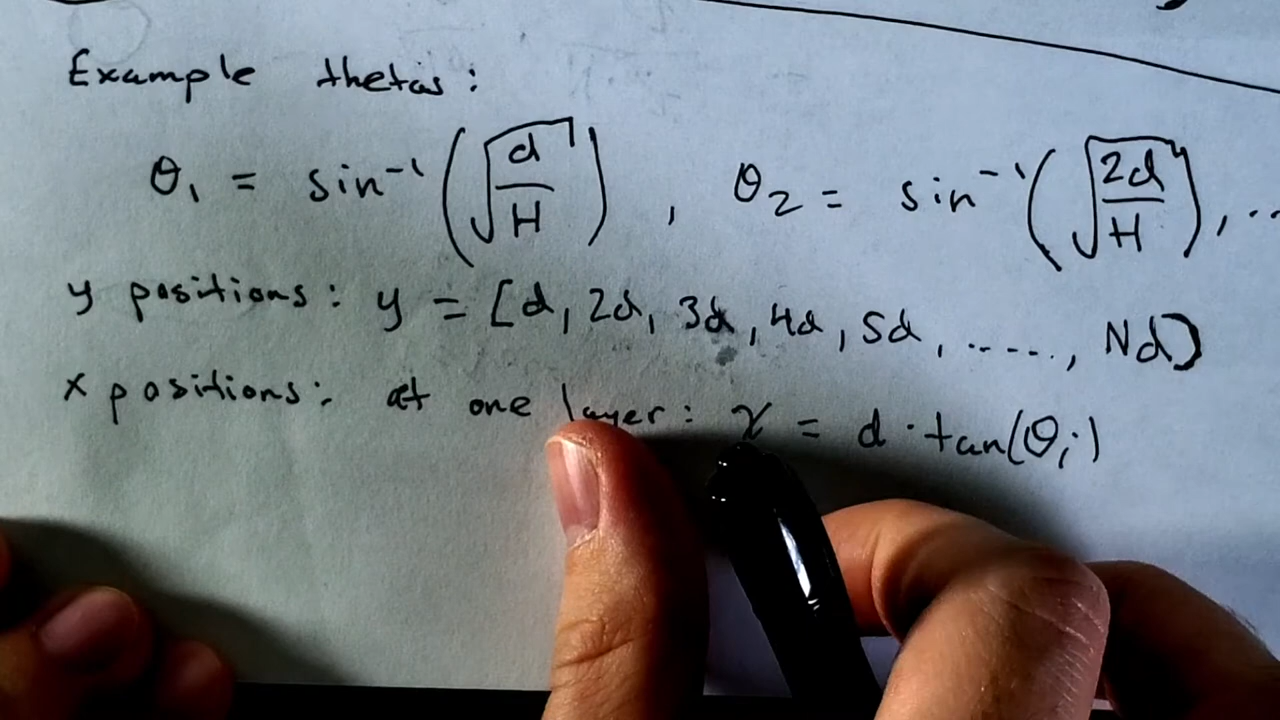 Example thetas:
θ₁ = sin⁻¹(√(d/H)), θ₂ = sin⁻¹(√(2d/H)), ..
y positions: y = [d, 2d, 3d, 4d, 5d, ....., Nd]
x positions: at one layer: x = d · tan(θᵢ)